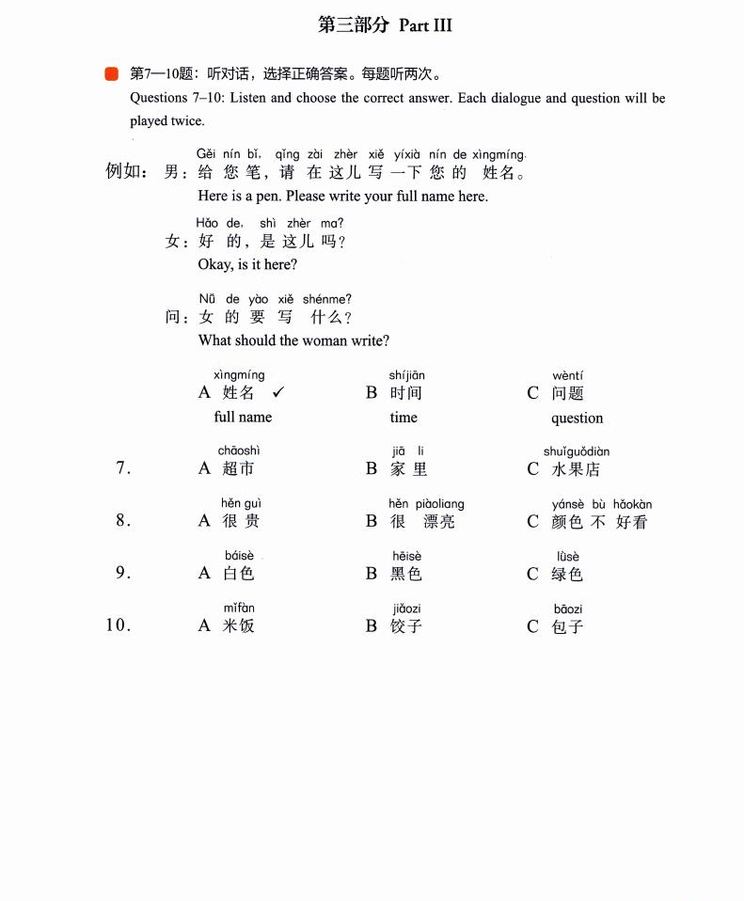 第三部分 Part III
第7—10题：听对话，选择正确答案。每题听两次。
Questions 7–10: Listen and choose the correct answer. Each dialogue and question will be
played twice.
Gěi nín bǐ, qǐng zài zhèr xiě yíxià nín de xìngmíng.
例如： 男：给 您 笔，请 在 这儿 写 一下 您 的 姓名。
Here is a pen. Please write your full name here.
Hǎo de, shì zhèr ma?
女：好 的，是 这儿 吗？
Okay, is it here?
Nǚ de yào xiě shénme?
问：女 的 要 写 什么？
What should the woman write?
xìngmíng shíjiān wèntí
A 姓名 ✓ B 时间 C 问题
full name time question
chāoshì jiā li shuǐguǒdiàn
7. A 超市 B 家 里 C 水果店
hěn guì hěn piàoliang yánsè bù hǎokàn
8. A 很 贵 B 很 漂亮 C 颜色 不 好看
báisè hēisè lǜsè
9. A 白色 B 黑色 C 绿色
mǐfàn jiǎozi bāozi
10. A 米饭 B 饺子 C 包子